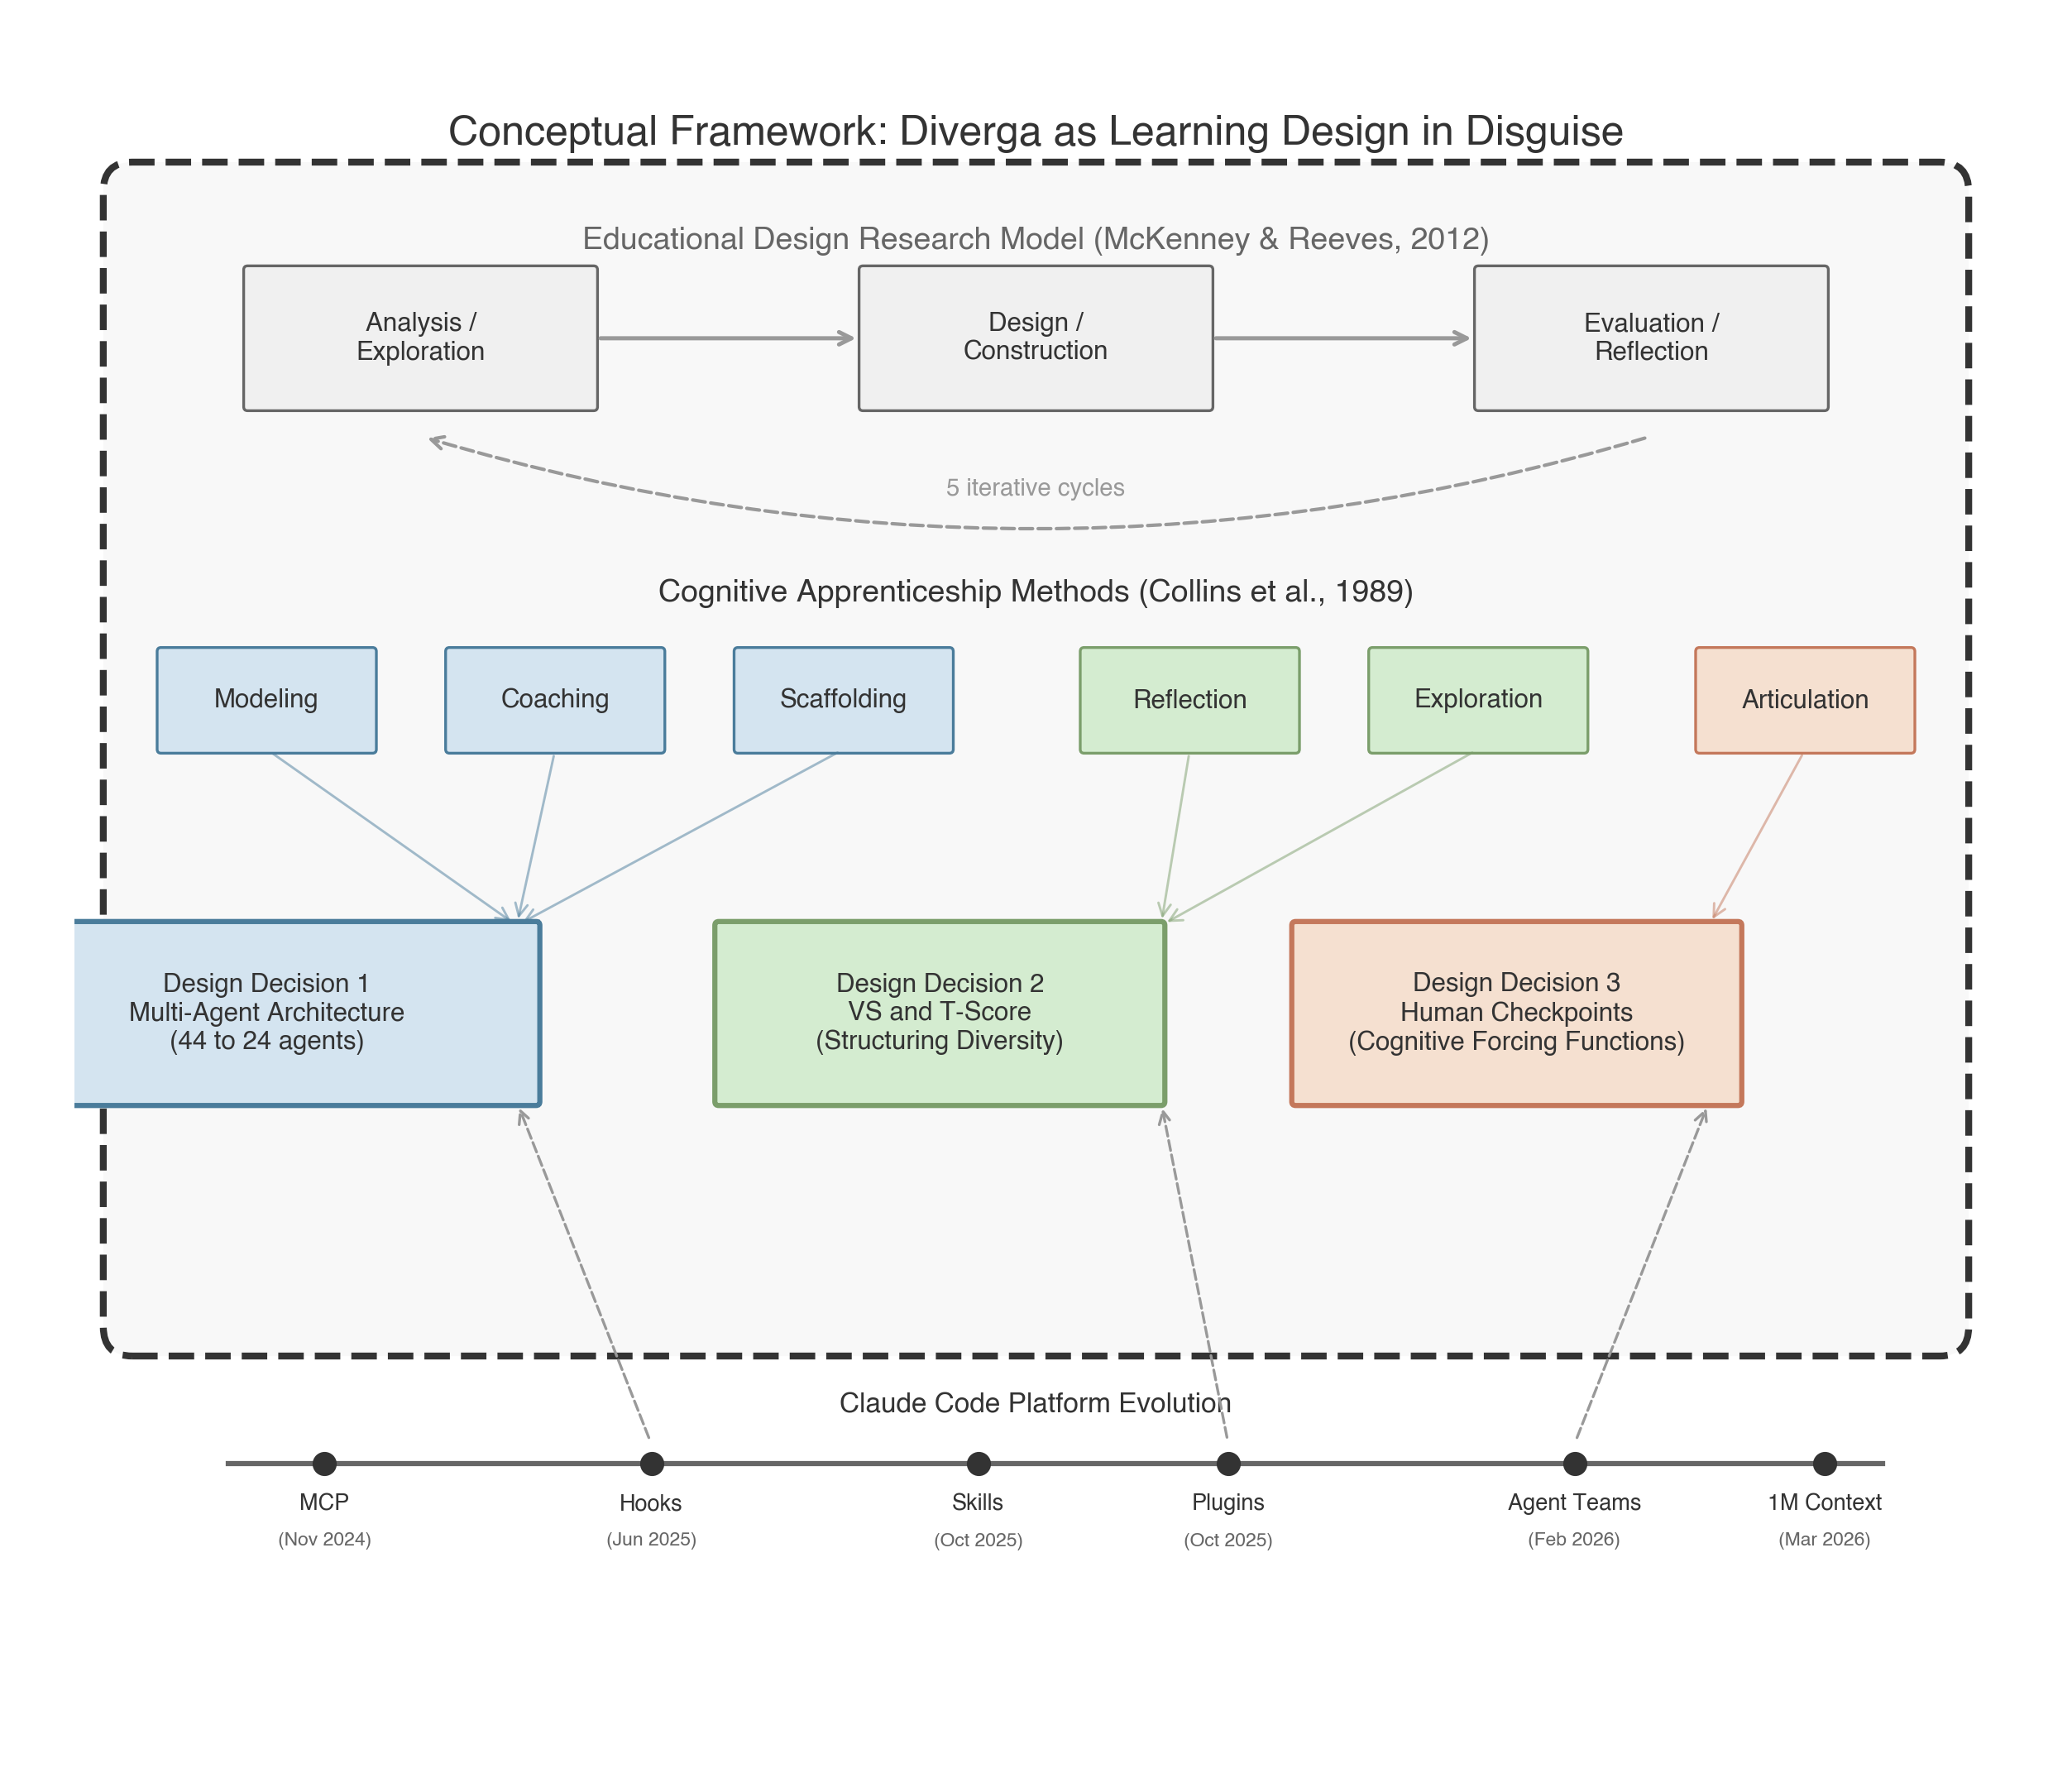 Conceptual Framework: Diverga as Learning Design in Disguise
Educational Design Research Model (McKenney & Reeves, 2012)
Analysis /
Exploration
Design /
Construction
Evaluation /
Reflection
5 iterative cycles
Cognitive Apprenticeship Methods (Collins et al., 1989)
Modeling
Coaching
Scaffolding
Reflection
Exploration
Articulation
Design Decision 1
Multi-Agent Architecture
(44 to 24 agents)
Design Decision 2
VS and T-Score
(Structuring Diversity)
Design Decision 3
Human Checkpoints
(Cognitive Forcing Functions)
Claude Code Platform Evolution
MCP
(Nov 2024)
Hooks
(Jun 2025)
Skills
(Oct 2025)
Plugins
(Oct 2025)
Agent Teams
(Feb 2026)
1M Context
(Mar 2026)